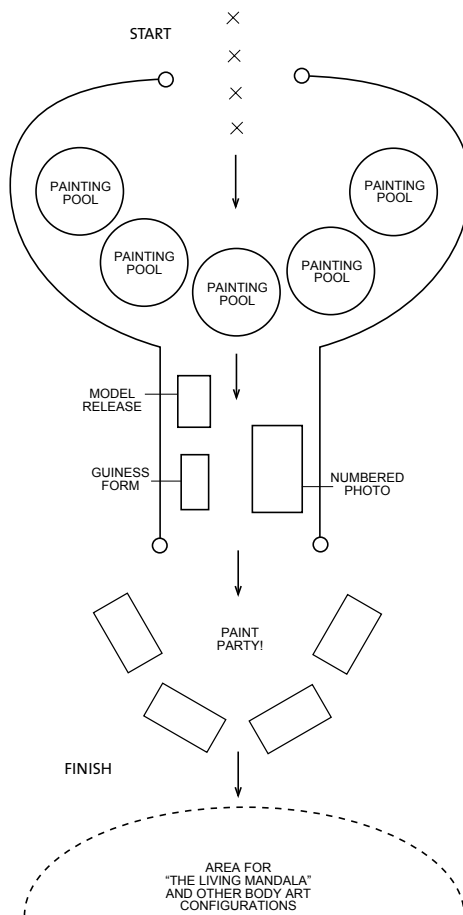 START
PAINTING
POOL
PAINTING
POOL
PAINTING
POOL
PAINTING
POOL
PAINTING
POOL
MODEL
RELEASE
GUINESS
FORM
NUMBERED
PHOTO
PAINT
PARTY!
FINISH
AREA FOR
“THE LIVING MANDALA”
AND OTHER BODY ART
CONFIGURATIONS